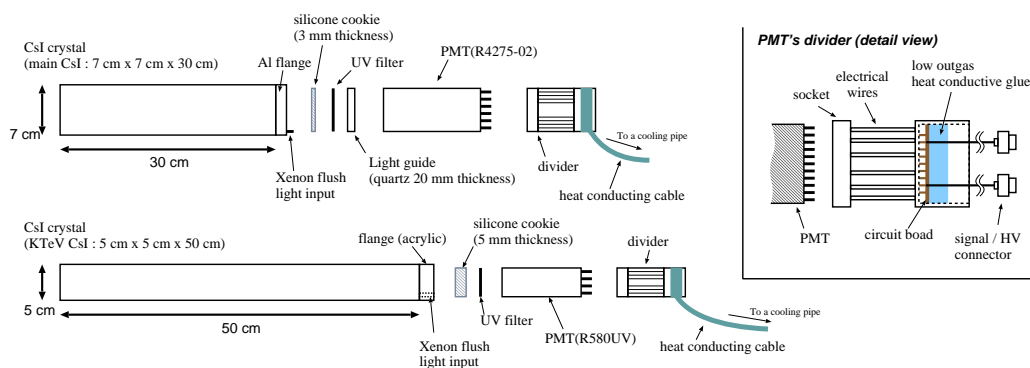 CsI crystal
(main CsI : 7 cm x 7 cm x 30 cm)
Al flange
silicone cookie
(3 mm thickness)
UV filter
PMT(R4275-02)
7 cm
30 cm
Xenon flush
light input
Light guide
(quartz 20 mm thickness)
divider
To a cooling pipe
heat conducting cable
CsI crystal
(KTeV CsI : 5 cm x 5 cm x 50 cm)
flange (acrylic)
silicone cookie
(5 mm thickness)
divider
5 cm
50 cm
Xenon flush
light input
UV filter
PMT(R580UV)
To a cooling pipe
heat conducting cable
PMT's divider (detail view)
socket
electrical
wires
low outgas
heat conductive glue
PMT
circuit boad
signal / HV
connector